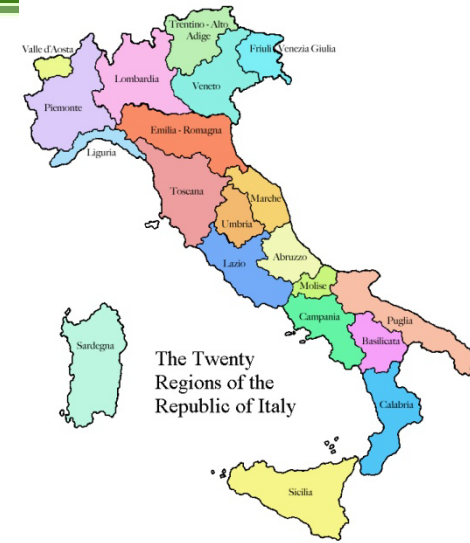 Trentino - Alto
Adige
Valle d'Aosta
Friuli Venezia Giulia
Lombardia
Veneto
Piemonte
Emilia - Romagna
Liguria
Toscana
Marche
Umbria
Lazio
Abruzzo
Molise
Campania
Puglia
Basilicata
Sardegna
The Twenty
Regions of the
Republic of Italy
Calabria
Sicilia